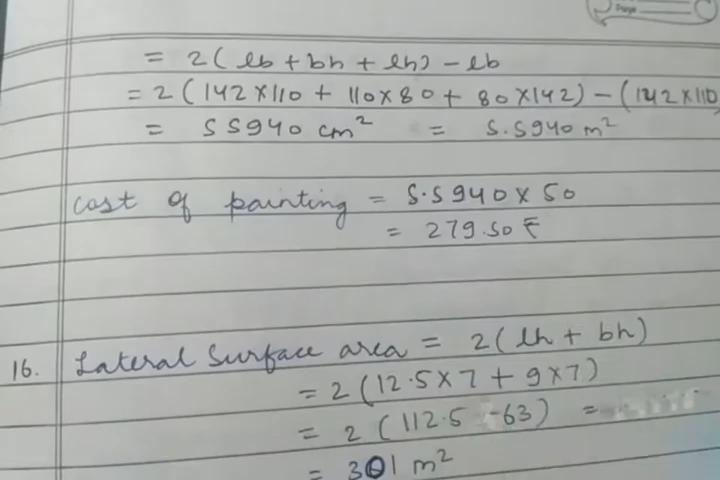 Page
= 2(lb + bh + lh) - lb
= 2(142×110 + 110×80 + 80×142) - (142×110
= 55940 cm² = 5.5940 m²
cost of painting = 5.5940 × 50
= 279.50 ₹
16. Lateral Surface area = 2(lh + bh)
= 2(12.5×7 + 9×7)
= 2(112.5 -63) =
= 301 m²